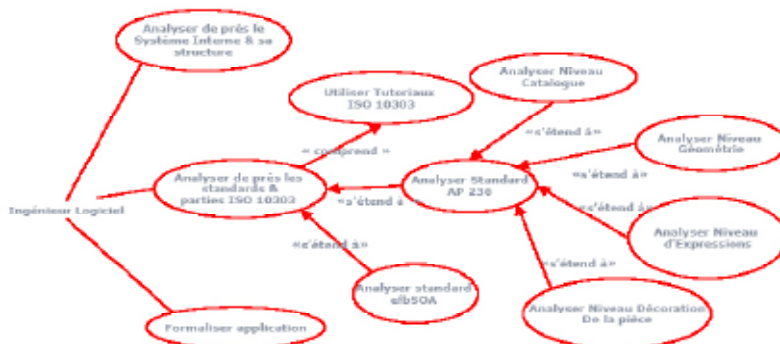 Analyser de près le
Système Interne & sa
structure
Utiliser Tutoriaux
ISO 10303
Analyser Niveau
Catalogue
«s'étend à»
Analyser Niveau
Géométrie
« comprend »
Analyser de près les
standards &
parties ISO 10303
Analyser Standard
AP 236
«s'étend à»
«s'étend à»
«s'étend à»
Ingénieur Logiciel
Analyser Niveau
d'Expressions
«s'étend à»
«s'étend à»
Analyser standard
Analyser Niveau Décoration
De la pièce
Formaliser application